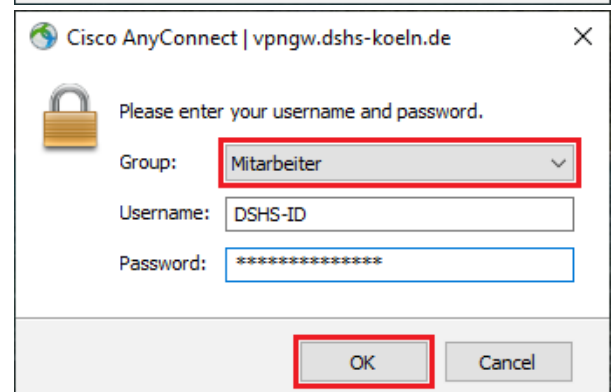 Cisco AnyConnect | vpngw.dshs-koeln.de
Please enter your username and password.
Group: Mitarbeiter
Username: DSHS-ID
Password: **************
OK Cancel